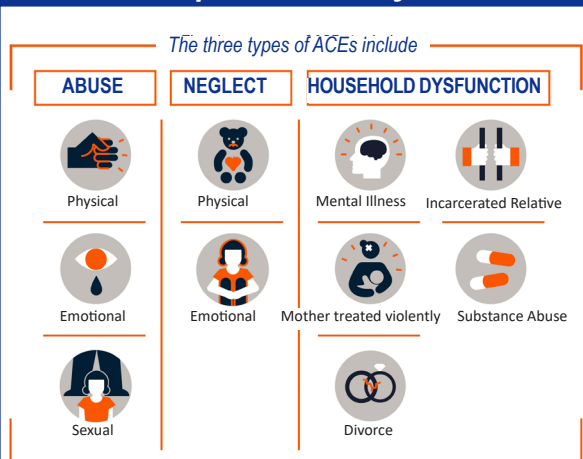 The three types of ACEs include
ABUSE
NEGLECT
HOUSEHOLD DYSFUNCTION
Physical
Physical
Mental Illness
Incarcerated Relative
Emotional
Emotional
Mother treated violently
Substance Abuse
Sexual
Divorce